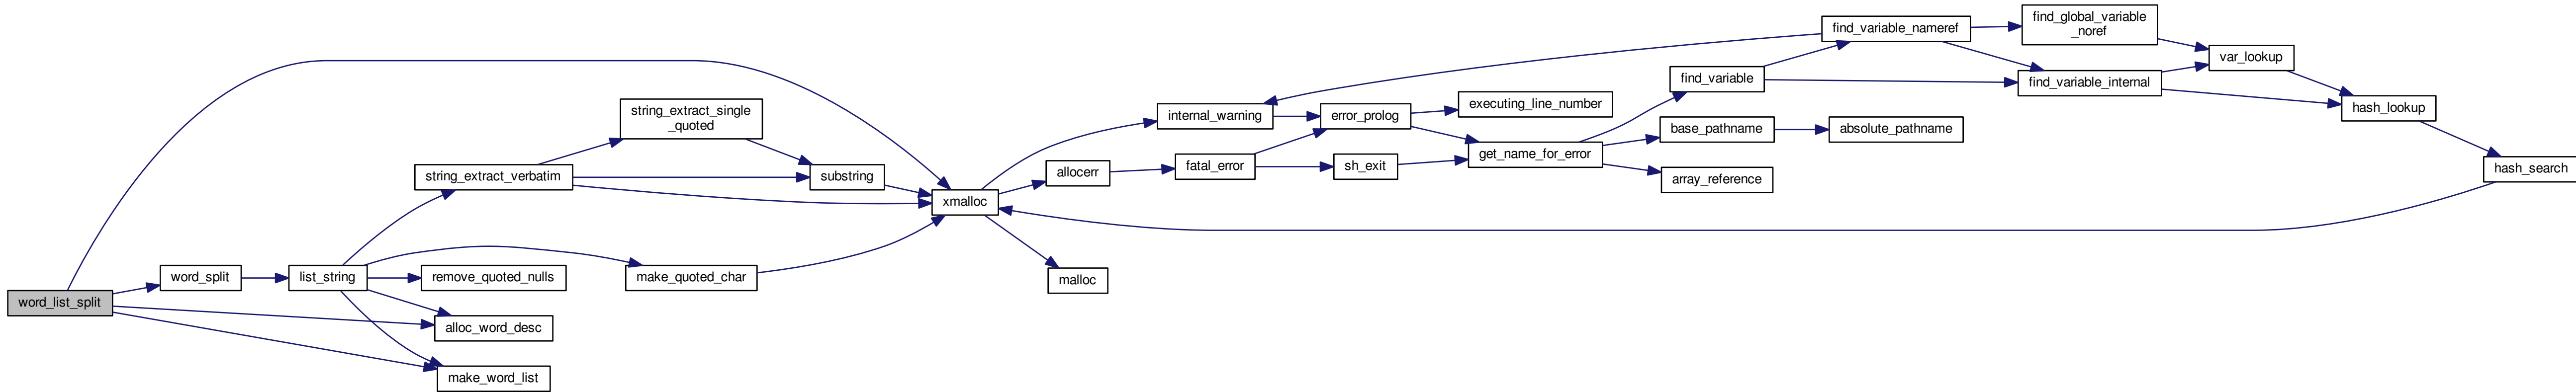 word_list_split
word_split
list_string
string_extract_verbatim
remove_quoted_nulls
alloc_word_desc
make_word_list
string_extract_single
_quoted
make_quoted_char
substring
xmalloc
allocerr
malloc
internal_warning
fatal_error
error_prolog
sh_exit
executing_line_number
get_name_for_error
find_variable
base_pathname
array_reference
find_variable_nameref
absolute_pathname
find_global_variable
_noref
find_variable_internal
var_lookup
hash_lookup
hash_search